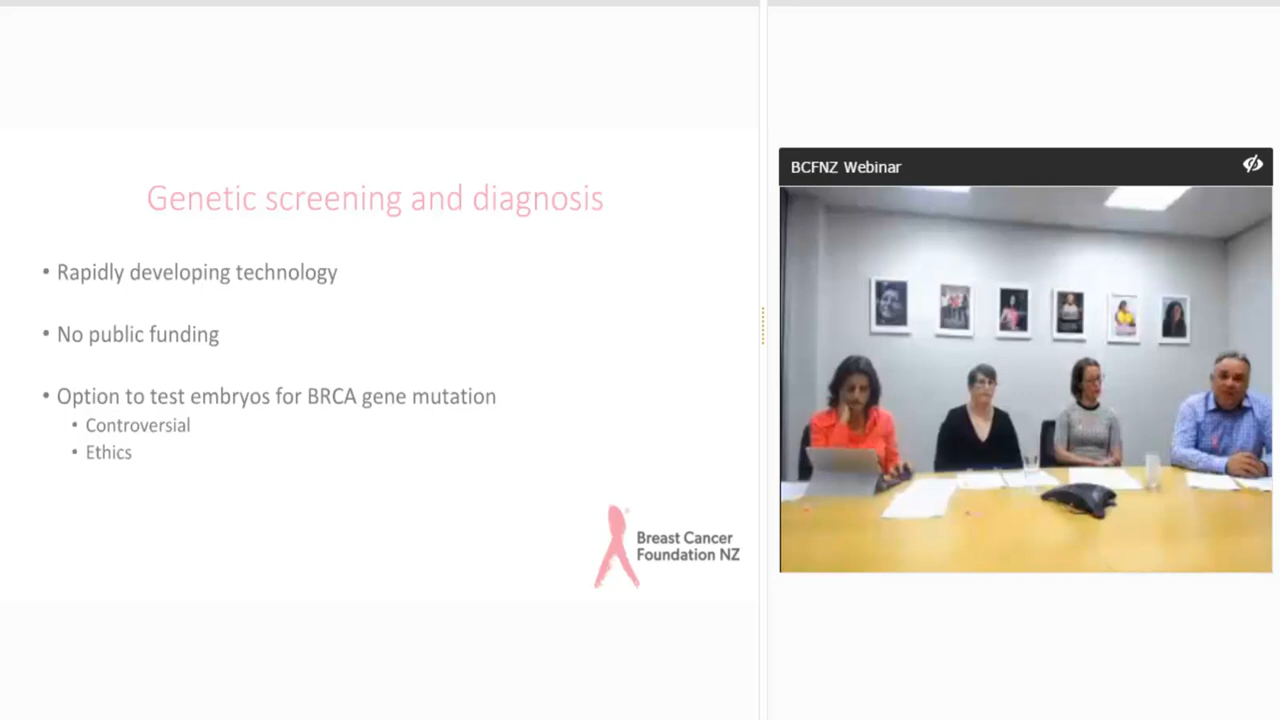 Genetic screening and diagnosis
• Rapidly developing technology
• No public funding
• Option to test embryos for BRCA gene mutation
• Controversial
• Ethics
Breast Cancer
Foundation NZ
BCFNZ Webinar